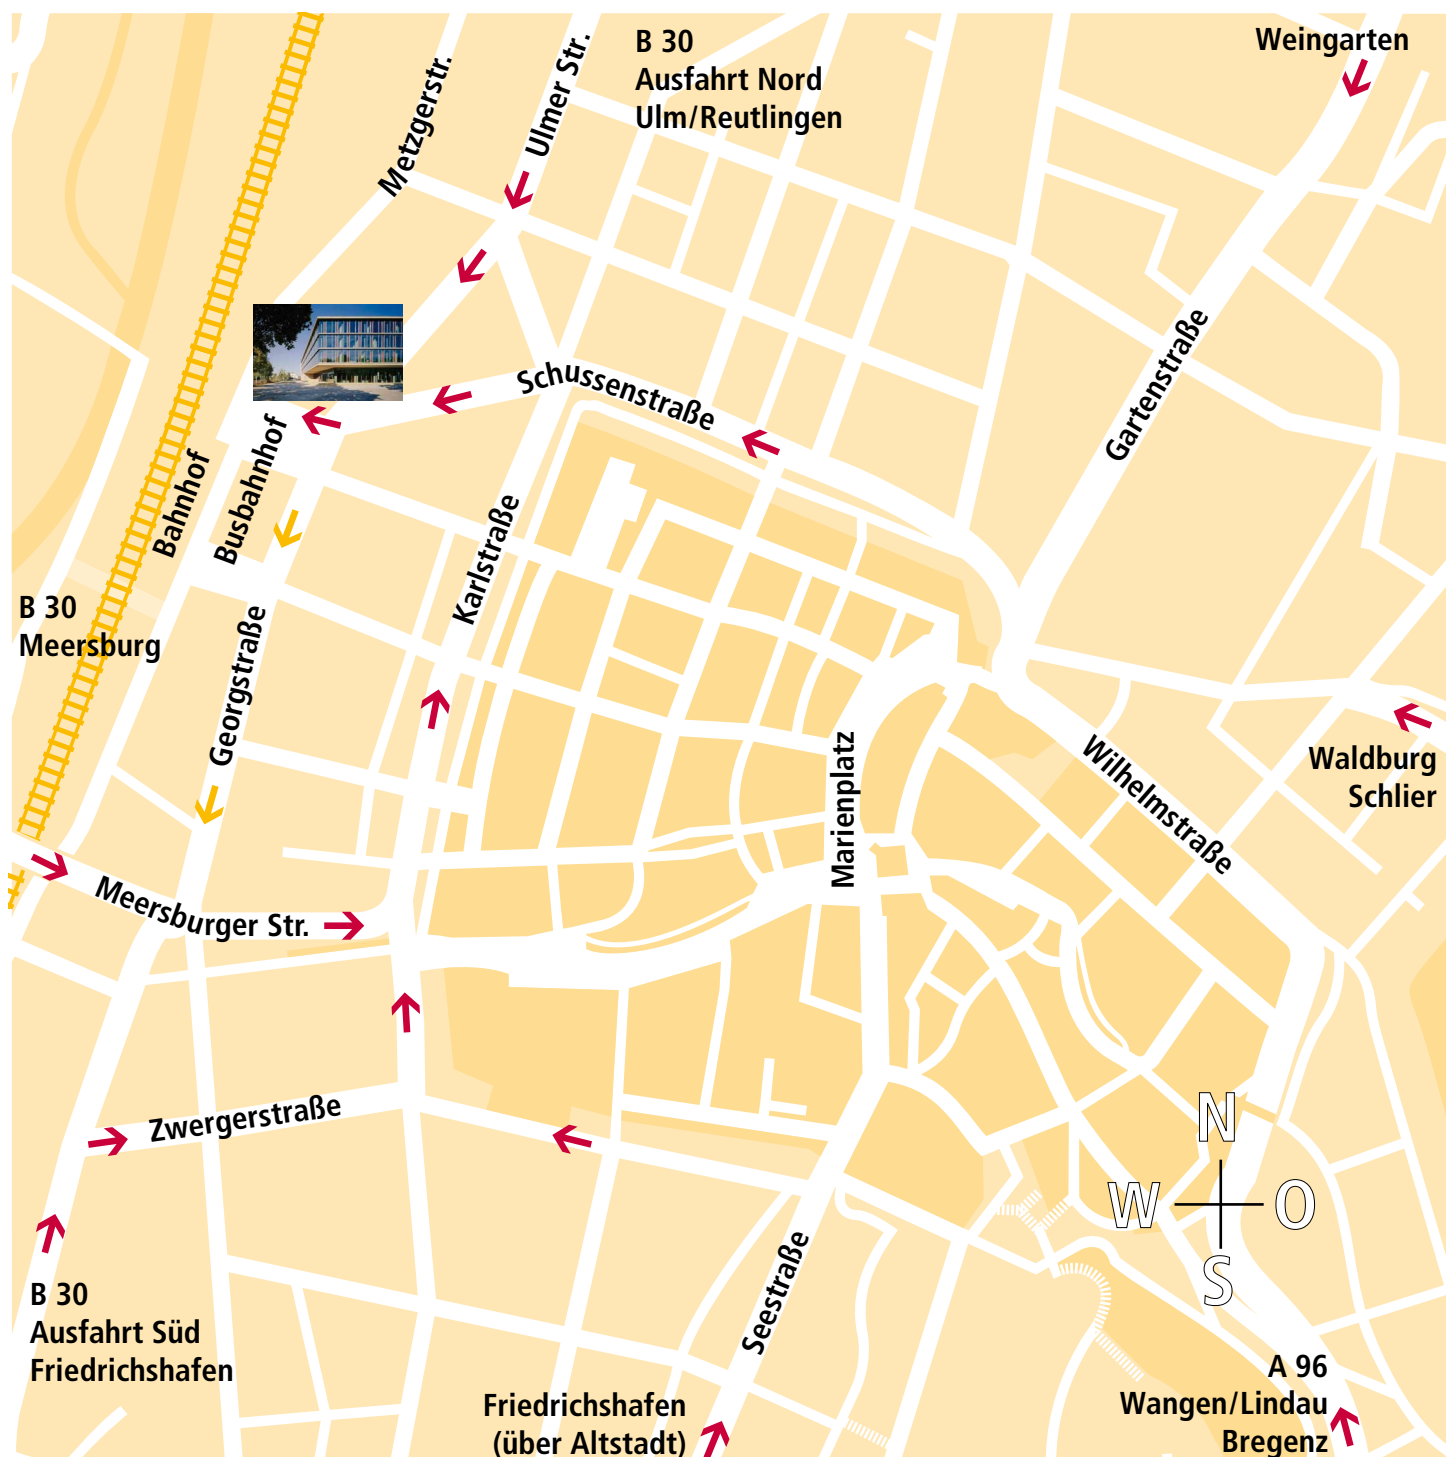 B 30
Ausfahrt Nord
Ulm/Reutlingen
Weingarten
Metzgerstr.
Ulmer Str.
Gartenstraße
Schussenstraße
Bahnhof
Busbahnhof
Karlstraße
B 30
Meersburg
Georgstraße
Marienplatz
Wilhelmstraße
Waldburg
Schlier
Meersburger Str.
Zwergerstraße
N
W
O
S
Seestraße
B 30
Ausfahrt Süd
Friedrichshafen
Friedrichshafen
(über Altstadt)
A 96
Wangen/Lindau
Bregenz